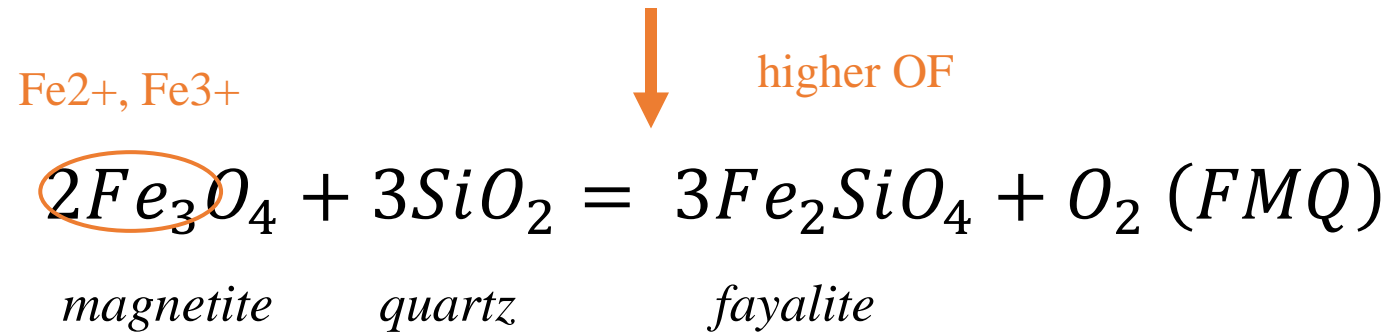 higher OF
Fe2+, Fe3+
2Fe₃O₄ + 3SiO₂ = 3Fe₂SiO₄ + O₂ (FMQ)
magnetite quartz fayalite